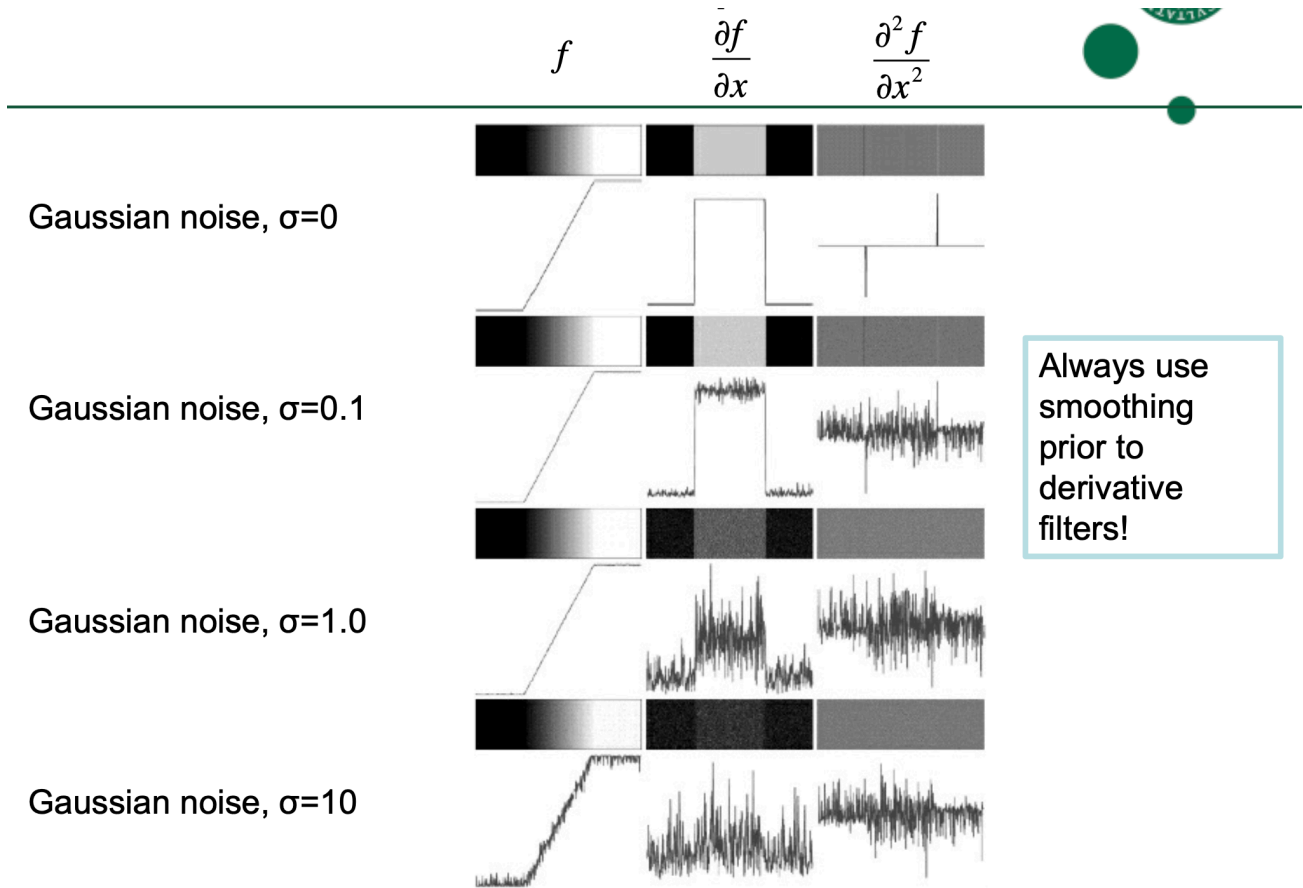 f ∂f/∂x ∂²f/∂x²
Gaussian noise, σ=0
Gaussian noise, σ=0.1
Always use
smoothing
prior to
derivative
filters!
Gaussian noise, σ=1.0
Gaussian noise, σ=10